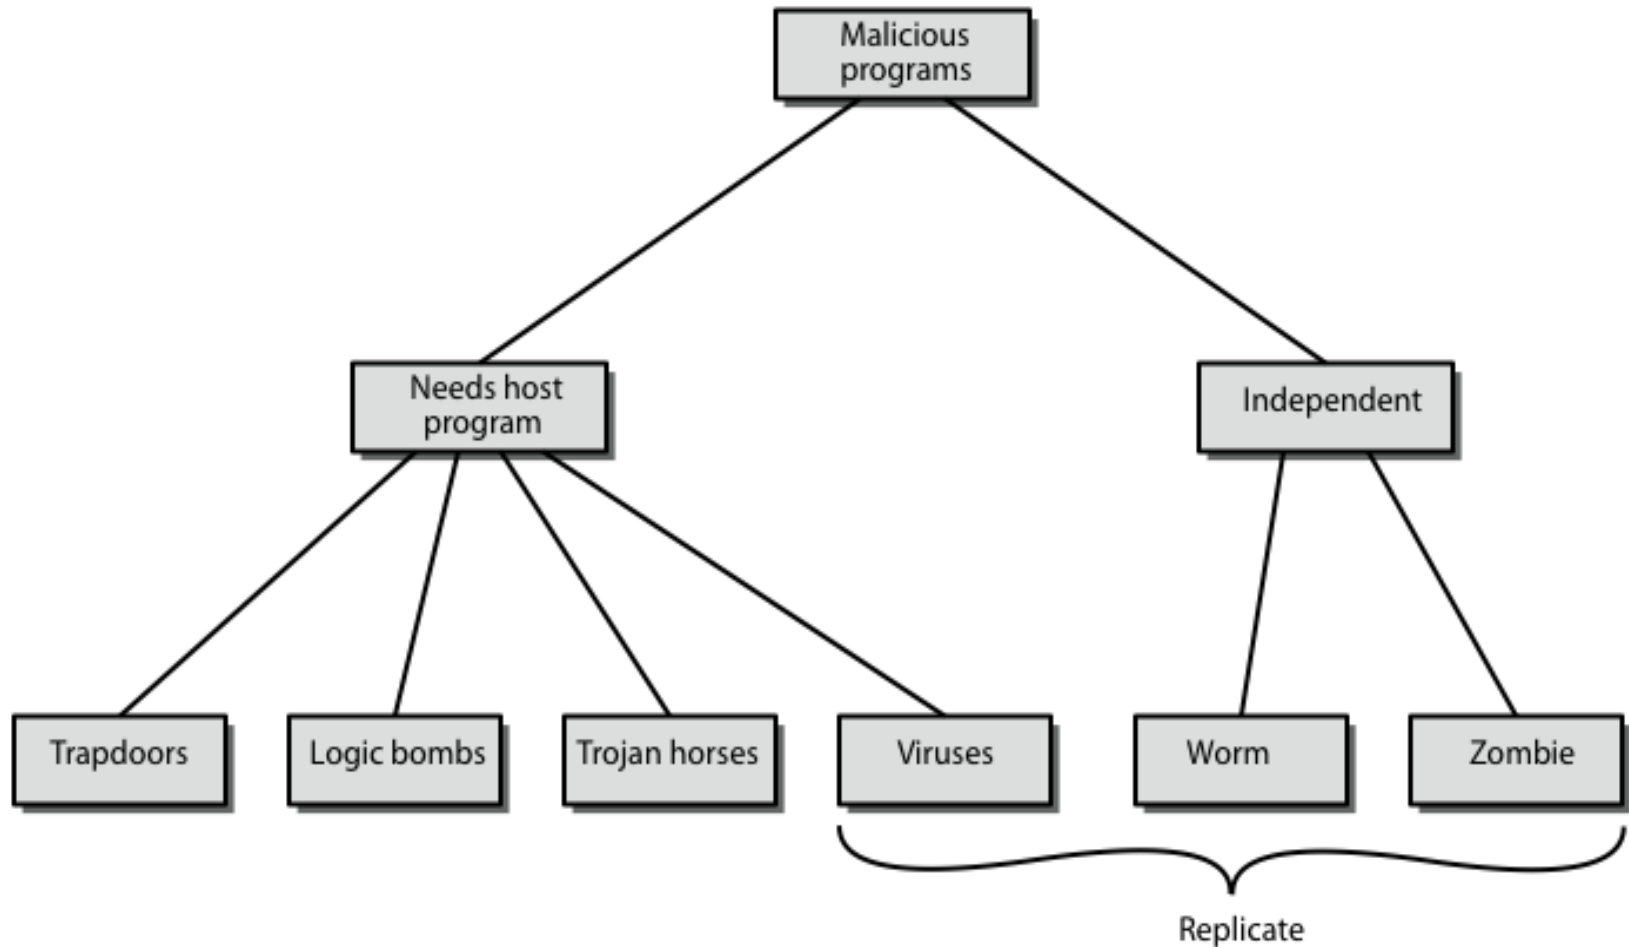 Malicious
programs
Needs host
program
Independent
Trapdoors
Logic bombs
Trojan horses
Viruses
Worm
Zombie
Replicate